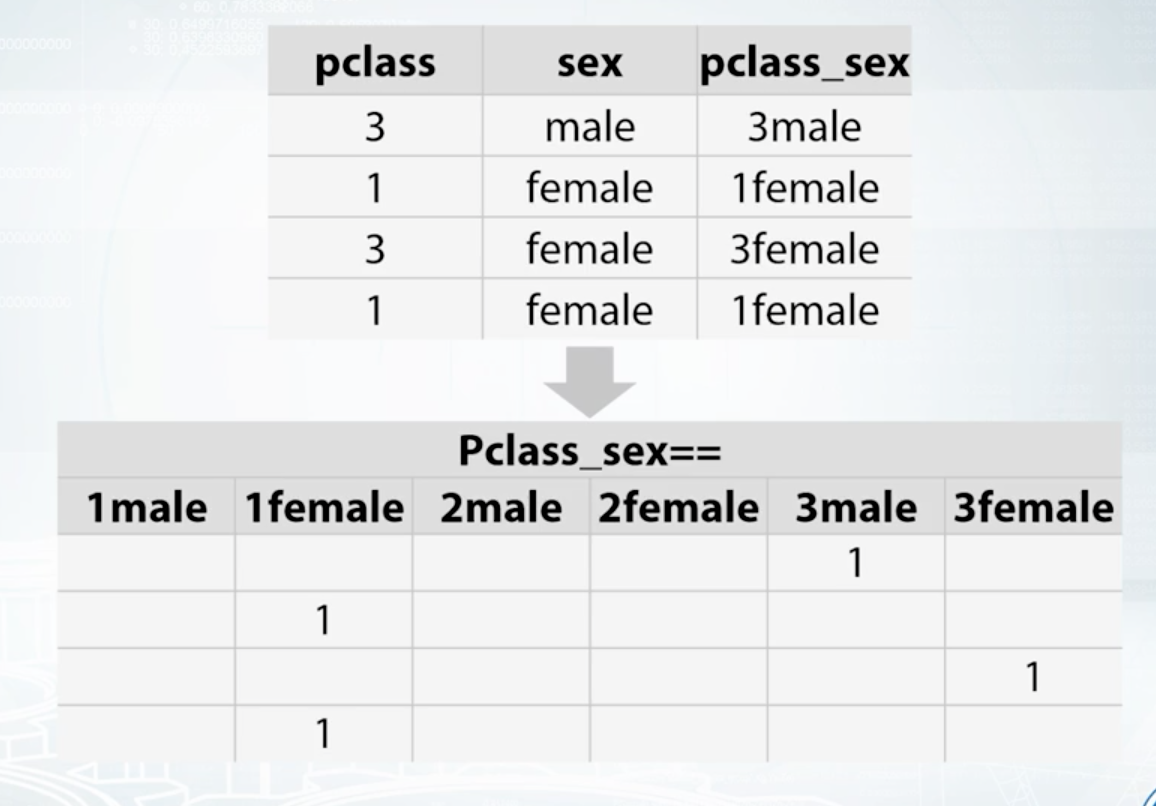 pclass sex pclass_sex
3 male 3male
1 female 1female
3 female 3female
1 female 1female
Pclass_sex==
1male 1female 2male 2female 3male 3female
1
1
1
1